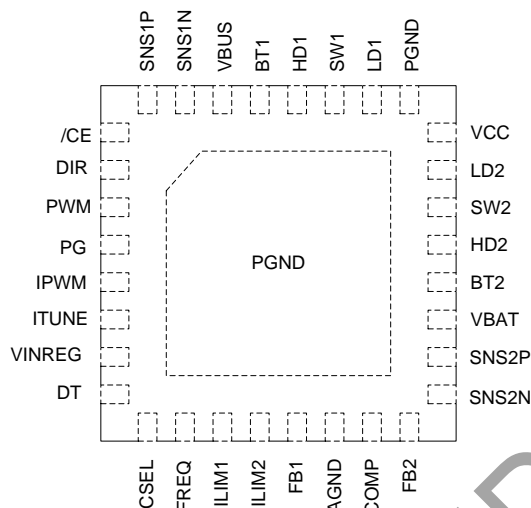 SNS1P
SNS1N
VBUS
BT1
HD1
SW1
LD1
PGND
/CE
DIR
PWM
PG
IPWM
ITUNE
VINREG
DT
PGND
VCC
LD2
SW2
HD2
BT2
VBAT
SNS2P
SNS2N
CSEL
FREQ
ILIM1
ILIM2
FB1
AGND
COMP
FB2